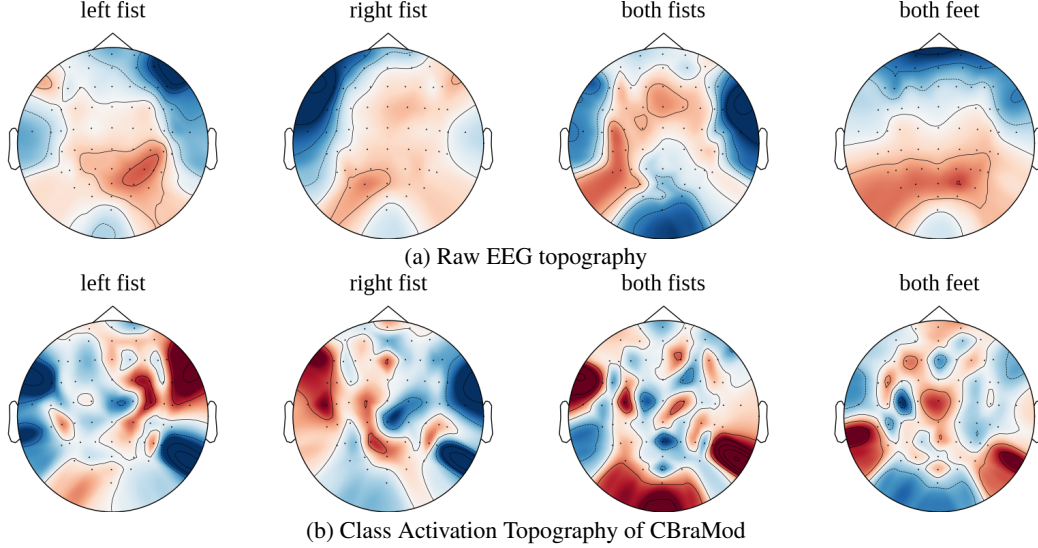 left fist right fist both fists both feet
(a) Raw EEG topography
left fist right fist both fists both feet
(b) Class Activation Topography of CBraMod